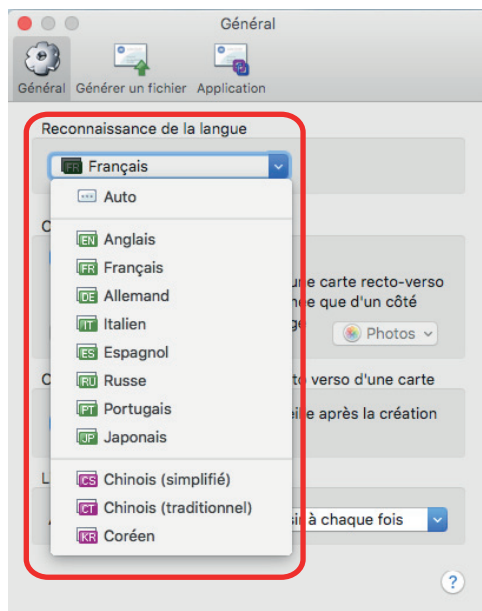 Général
Général Générer un fichier Application
Reconnaissance de la langue
FR Français
Auto
EN Anglais
FR Français
DE Allemand
IT Italien
ES Espagnol
RU Russe
PT Portugais
JP Japonais
CS Chinois (simplifié)
CT Chinois (traditionnel)
KR Coréen
C
une carte recto-verso
que d'un côté
Photos
C
verso d'une carte
après la création
L
à chaque fois
?